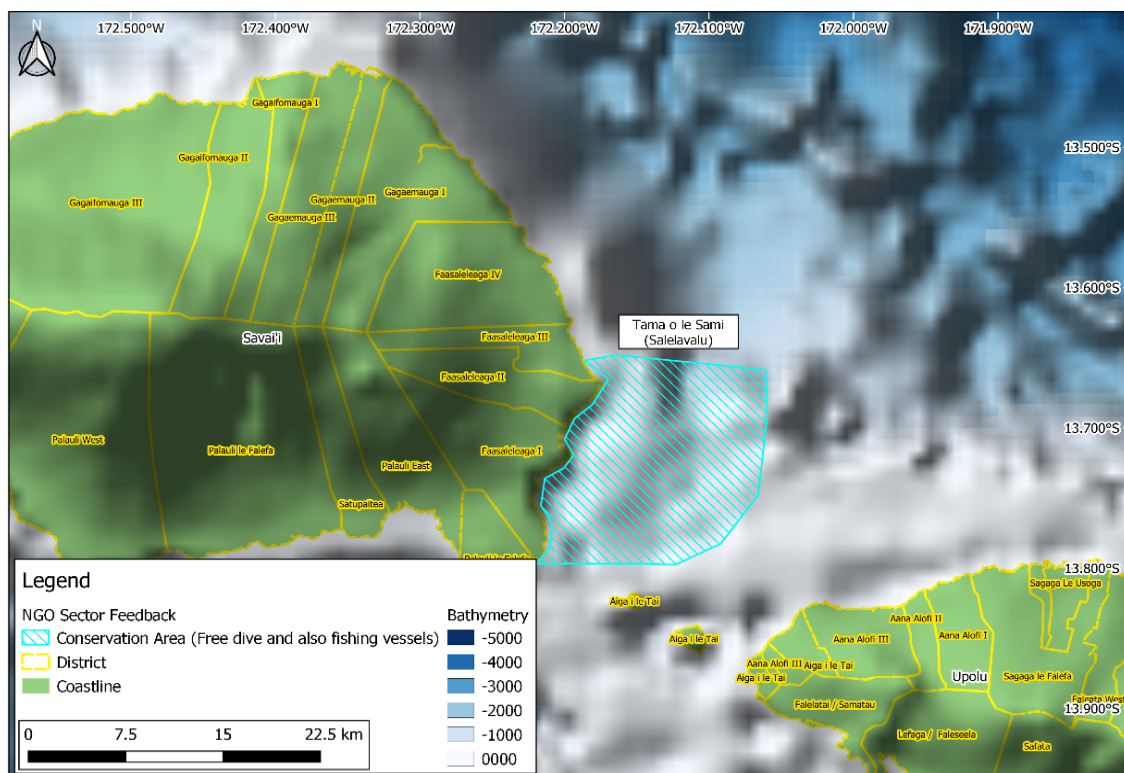 N
172.500°W 172.400°W 172.300°W 172.200°W 172.100°W 172.000°W 171.900°W
Gagaifomauga I
13.500°S
Gagaifomauga II
Gagaifomauga III
Gagaemauga I
Gagaemauga II
Gagaemauga III
Faasaleleaga IV
13.600°S
Tama o le Sami
(Salelavalu)
Savai'i
Faasaleleaga III
Faasaleleaga II
13.700°S
Palauli West
Palauli le Falefa
Faasaleleaga I
Palauli East
Satupaitea
Palauli le Falefa
13.800°S
Sagaga Le Usoga
Aiga i le Tai
Aiga i le Tai
Aana Alofi II
Aana Alofi III
Aana Alofi I
Aana Alofi III
Aiga i le Tai
Aiga i le Tai
Upolu
Sagaga le Falefa
Faleata West
Falelatai / Samatau
13.900°S
Lefaga / Faleseela
Safata
Legend
NGO Sector Feedback
Conservation Area (Free dive and also fishing vessels)
District
Coastline
0 7.5 15 22.5 km
Bathymetry
-5000
-4000
-3000
-2000
-1000
0000